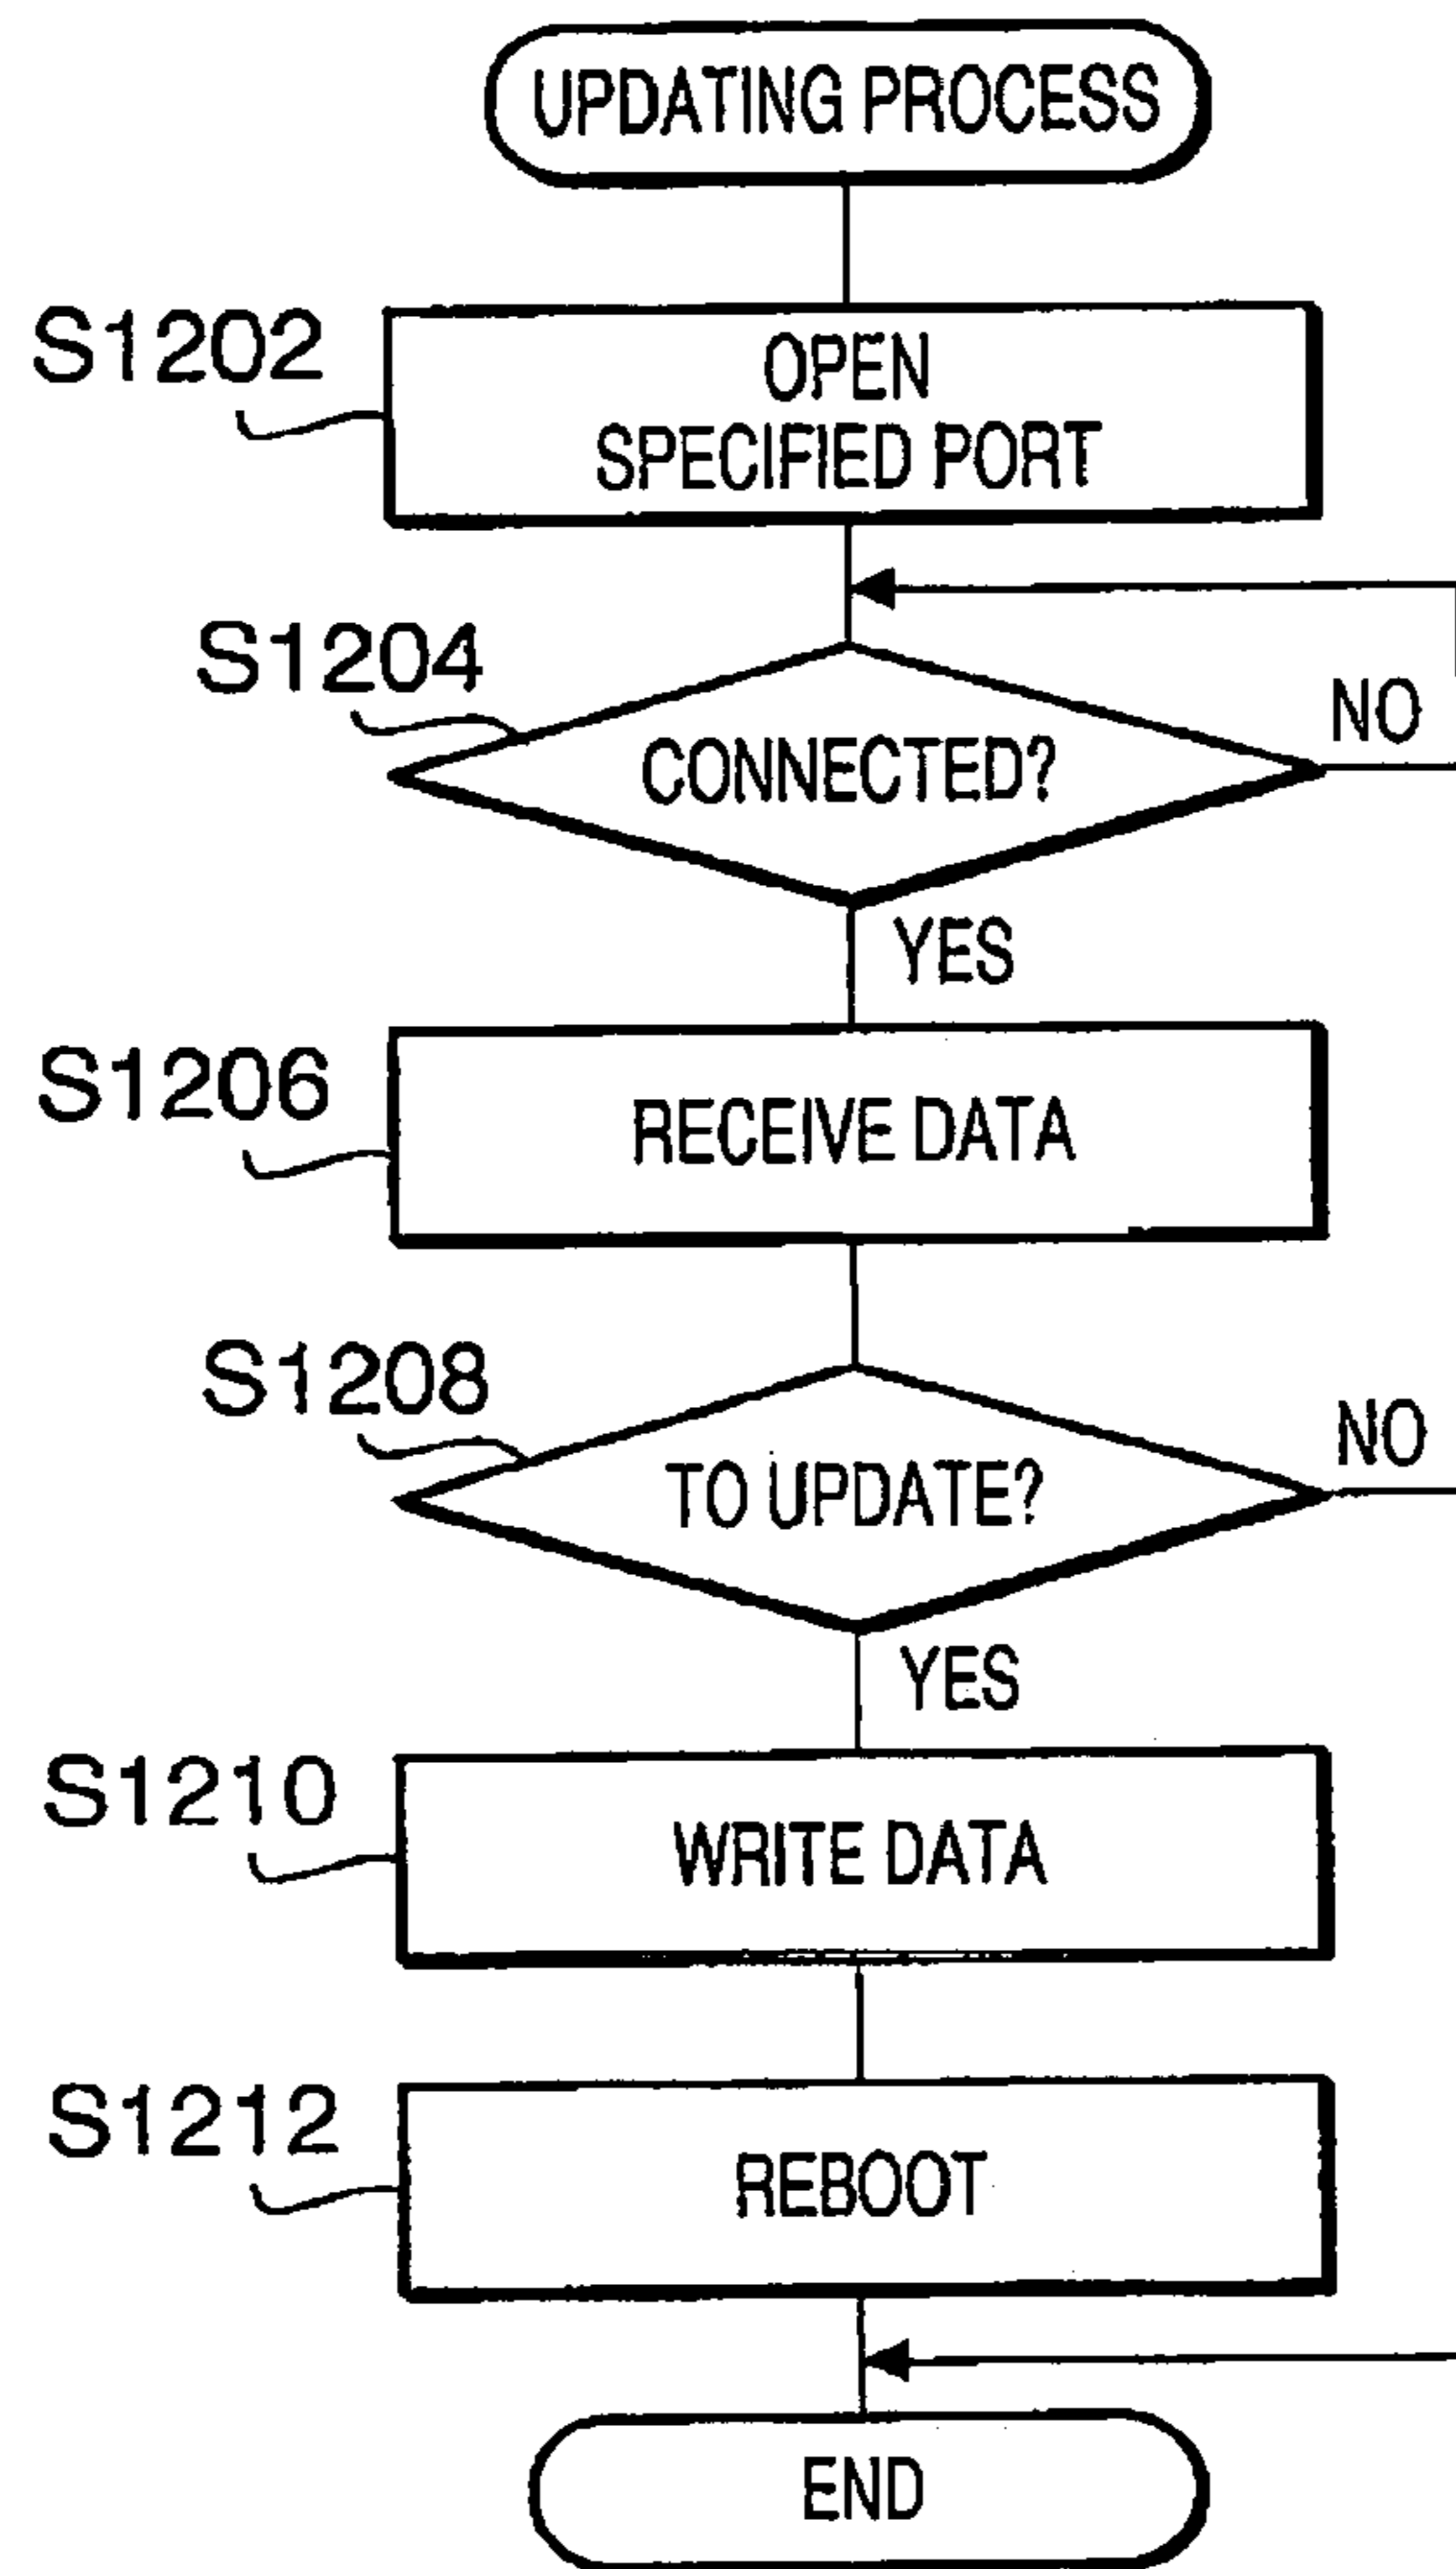 UPDATING PROCESS
S1202
OPEN
SPECIFIED PORT
S1204
CONNECTED?
NO
YES
S1206
RECEIVE DATA
S1208
TO UPDATE?
NO
YES
S1210
WRITE DATA
S1212
REBOOT
END